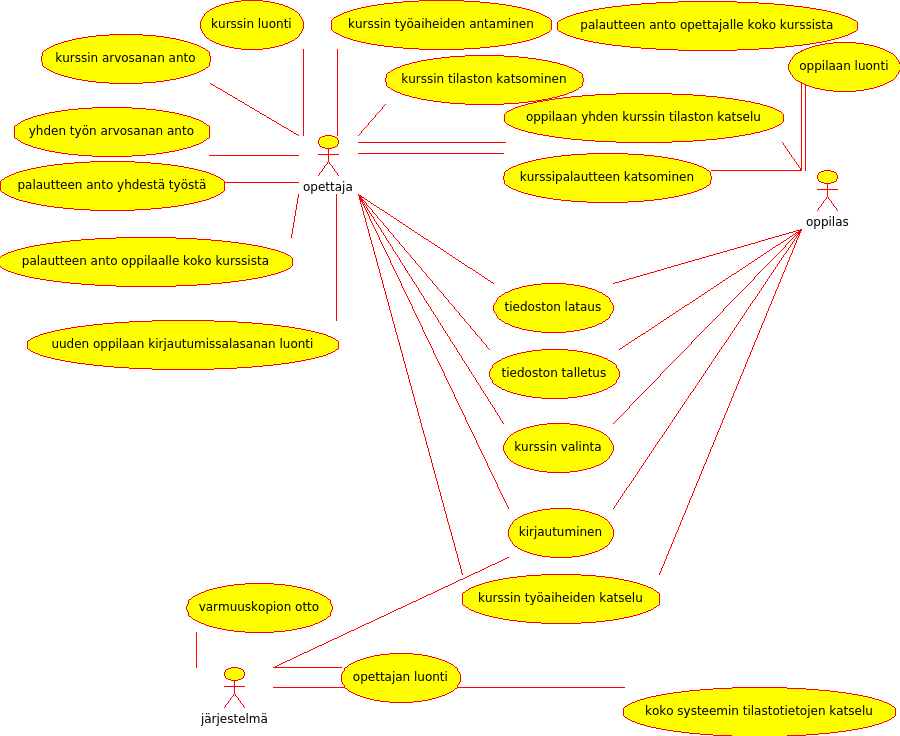 kurssin luonti
kurssin työaiheiden antaminen
palautteen anto opettajalle koko kurssista
kurssin arvosanan anto
oppilaan luonti
kurssin tilaston katsominen
oppilaan yhden kurssin tilaston katselu
yhden työn arvosanan anto
kurssipalautteen katsominen
palautteen anto yhdestä työstä
opettaja
oppilas
palautteen anto oppilaalle koko kurssista
tiedoston lataus
uuden oppilaan kirjautumissalasanan luonti
tiedoston talletus
kurssin valinta
kirjautuminen
kurssin työaiheiden katselu
varmuuskopion otto
opettajan luonti
koko systeemin tilastotietojen katselu
järjestelmä